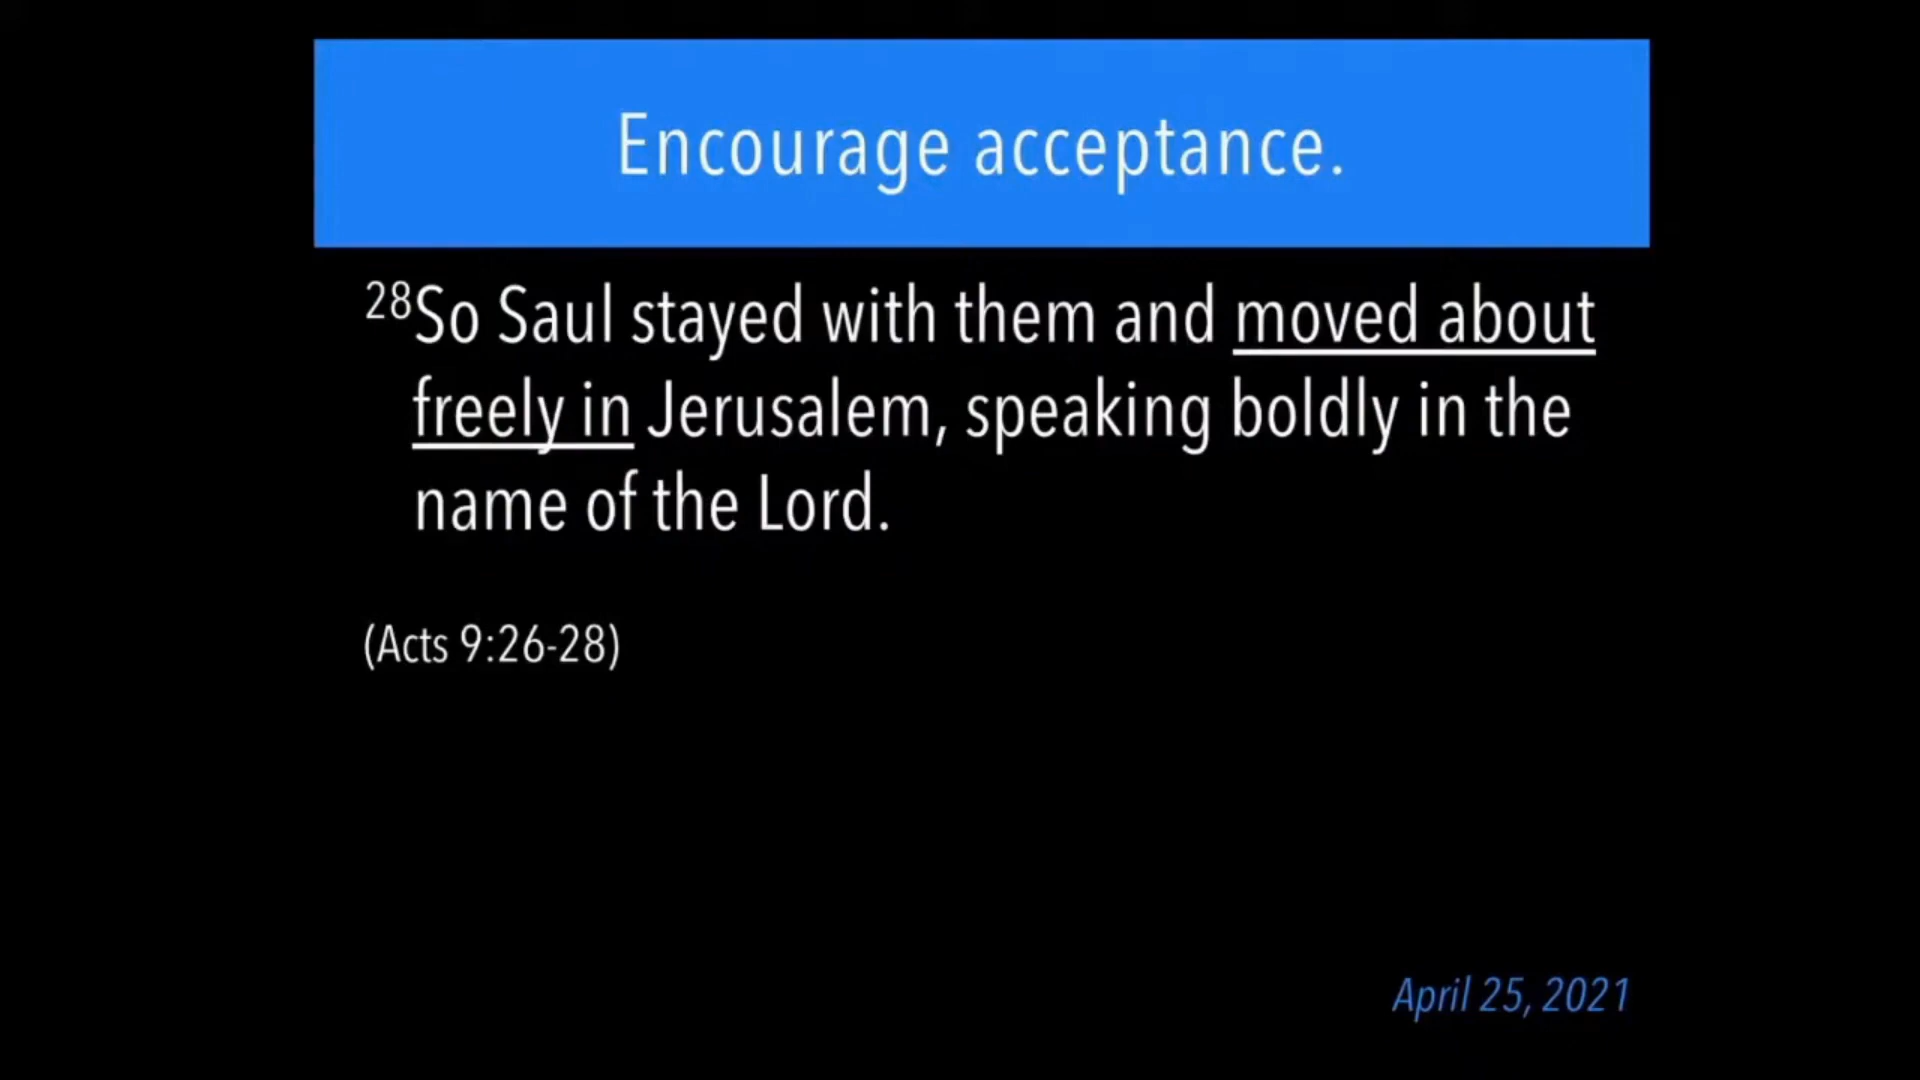 Encourage acceptance.
28So Saul stayed with them and moved about
freely in Jerusalem, speaking boldly in the
name of the Lord.
(Acts 9:26-28)
April 25, 2021